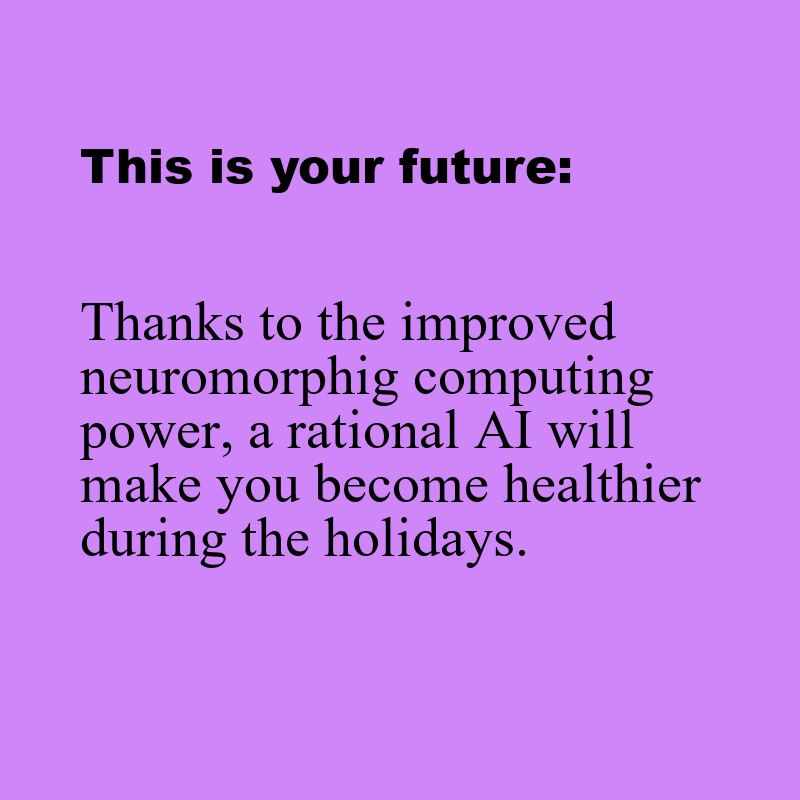 This is your future:
Thanks to the improved
neuromorphig computing
power, a rational AI will
make you become healthier
during the holidays.